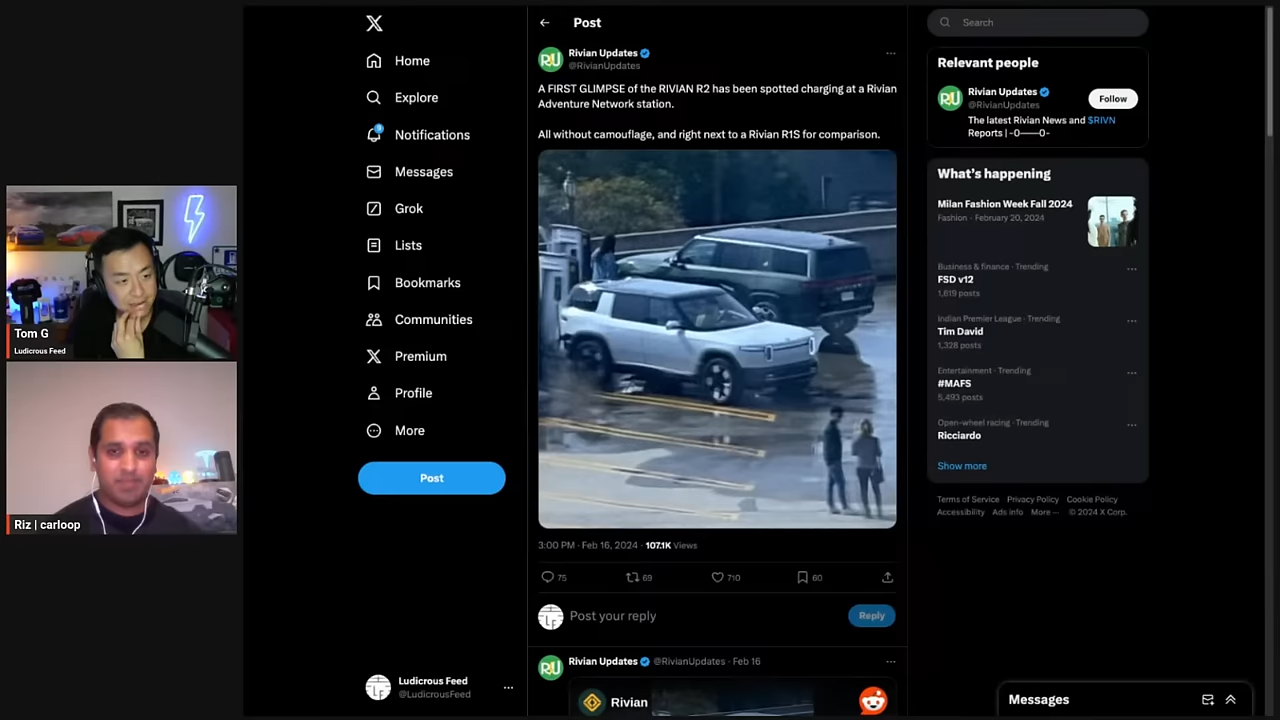 Tom G
Ludicrous Feed
Riz | carloop
Home
Explore
Notifications
Messages
Grok
Lists
Bookmarks
Communities
Premium
Profile
More
Post
Ludicrous Feed
@LudicrousFeed
Post
RU
Rivian Updates
@RivianUpdates
A FIRST GLIMPSE of the RIVIAN R2 has been spotted charging at a Rivian
Adventure Network station.
All without camouflage, and right next to a Rivian R1S for comparison.
3:00 PM · Feb 16, 2024 · 107.1K Views
75
69
710
60
Post your reply
Reply
RU
Rivian Updates @RivianUpdates · Feb 16
Rivian
Search
Relevant people
RU
Rivian Updates
@RivianUpdates
Follow
The latest Rivian News and $RIVN
Reports | -0——0-
What's happening
Milan Fashion Week Fall 2024
Fashion · February 20, 2024
Business & finance · Trending
FSD v12
1,619 posts
Indian Premier League · Trending
Tim David
1,328 posts
Entertainment · Trending
#MAFS
5,493 posts
Open-wheel racing · Trending
Ricciardo
Show more
Terms of Service Privacy Policy Cookie Policy
Accessibility Ads info More ··· © 2024 X Corp.
Messages